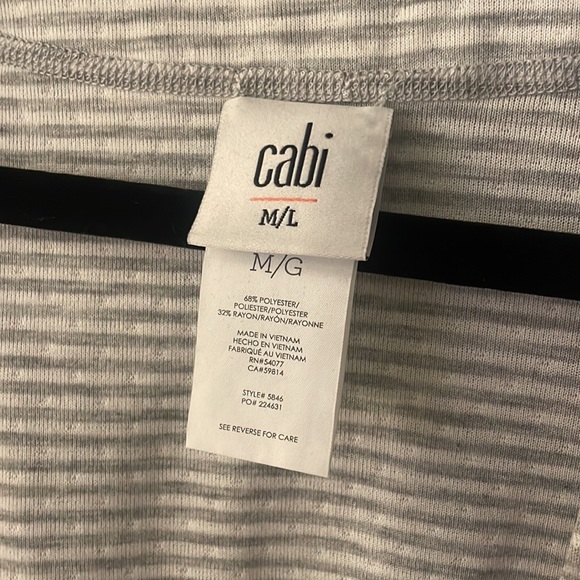 cabi
M/L
M/G
68% POLYESTER/
POLIESTER/POLYESTER
32% RAYON/RAYÓN/RAYONNE
MADE IN VIETNAM
HECHO EN VIETNAM
FABRIQUÉ AU VIETNAM
RN#54077
CA#59814
STYLE# 5846
PO# 224631
SEE REVERSE FOR CARE